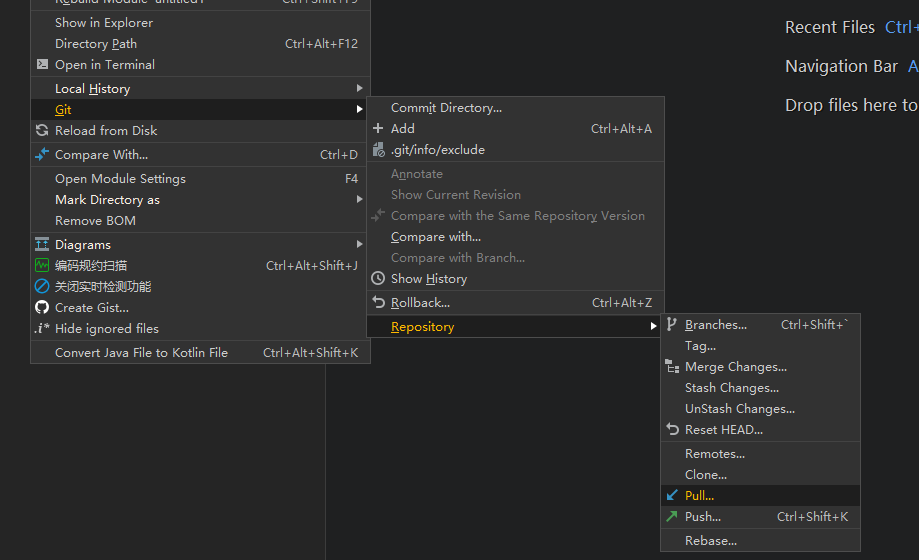 Rebuild Module 'untitled1' Ctrl+Shift+F9
Show in Explorer
Directory Path Ctrl+Alt+F12
Open in Terminal
Local History
Git
Reload from Disk
Compare With... Ctrl+D
Open Module Settings F4
Mark Directory as
Remove BOM
Diagrams
编码规约扫描 Ctrl+Alt+Shift+J
关闭实时检测功能
Create Gist...
.i* Hide ignored files
Convert Java File to Kotlin File Ctrl+Alt+Shift+K
Commit Directory...
Add Ctrl+Alt+A
.git/info/exclude
Annotate
Show Current Revision
Compare with the Same Repository Version
Compare with...
Compare with Branch...
Show History
Rollback... Ctrl+Alt+Z
Repository
Branches... Ctrl+Shift+`
Tag...
Merge Changes...
Stash Changes...
UnStash Changes...
Reset HEAD...
Remotes...
Clone...
Pull...
Push... Ctrl+Shift+K
Rebase...
Recent Files Ctrl+
Navigation Bar A
Drop files here to